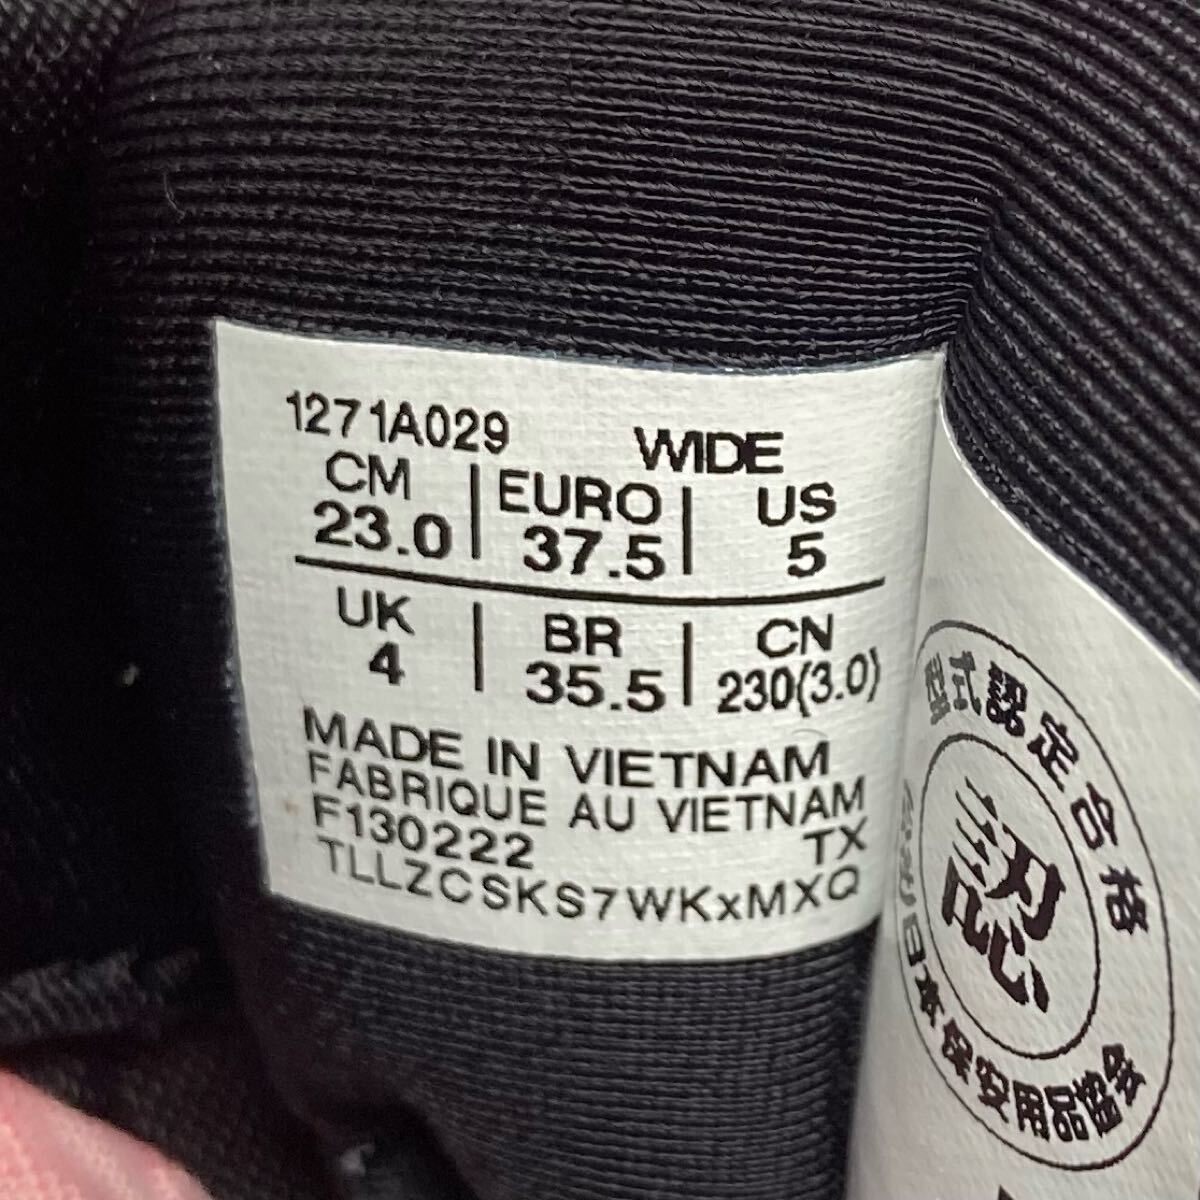 1271A029 WIDE
CM EURO US
23.0 37.5 5
UK BR CN
4 35.5 230(3.0)
MADE IN VIETNAM
FABRIQUE AU VIETNAM
F130222 TX
TLLZCSKS7WKxMXQ
型式認定合格
認
日本保安用品協会